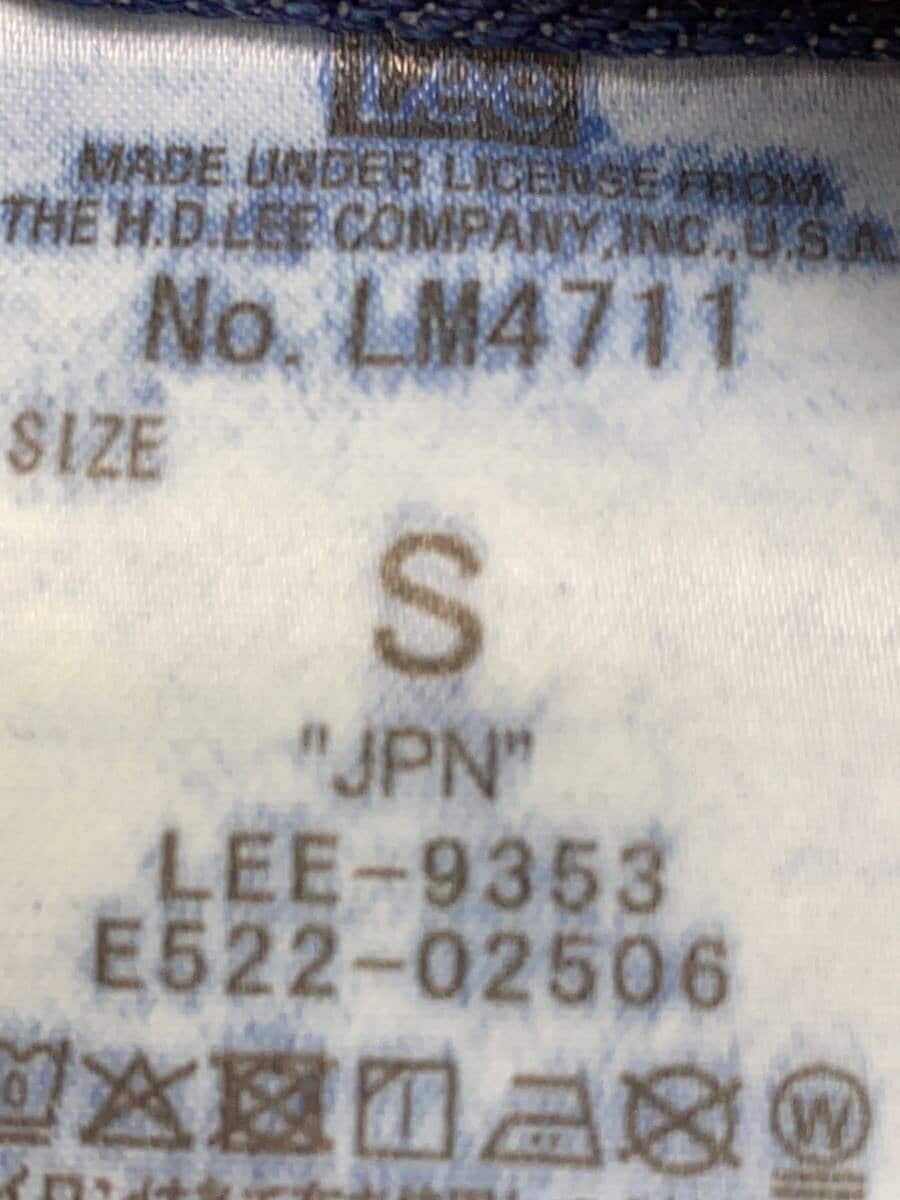 Lee
MADE UNDER LICENSE FROM
THE H.D.LEE COMPANY,INC.,U.S.A.
No. LM4711
SIZE
S
"JPN"
LEE-9353
E522-02506
W